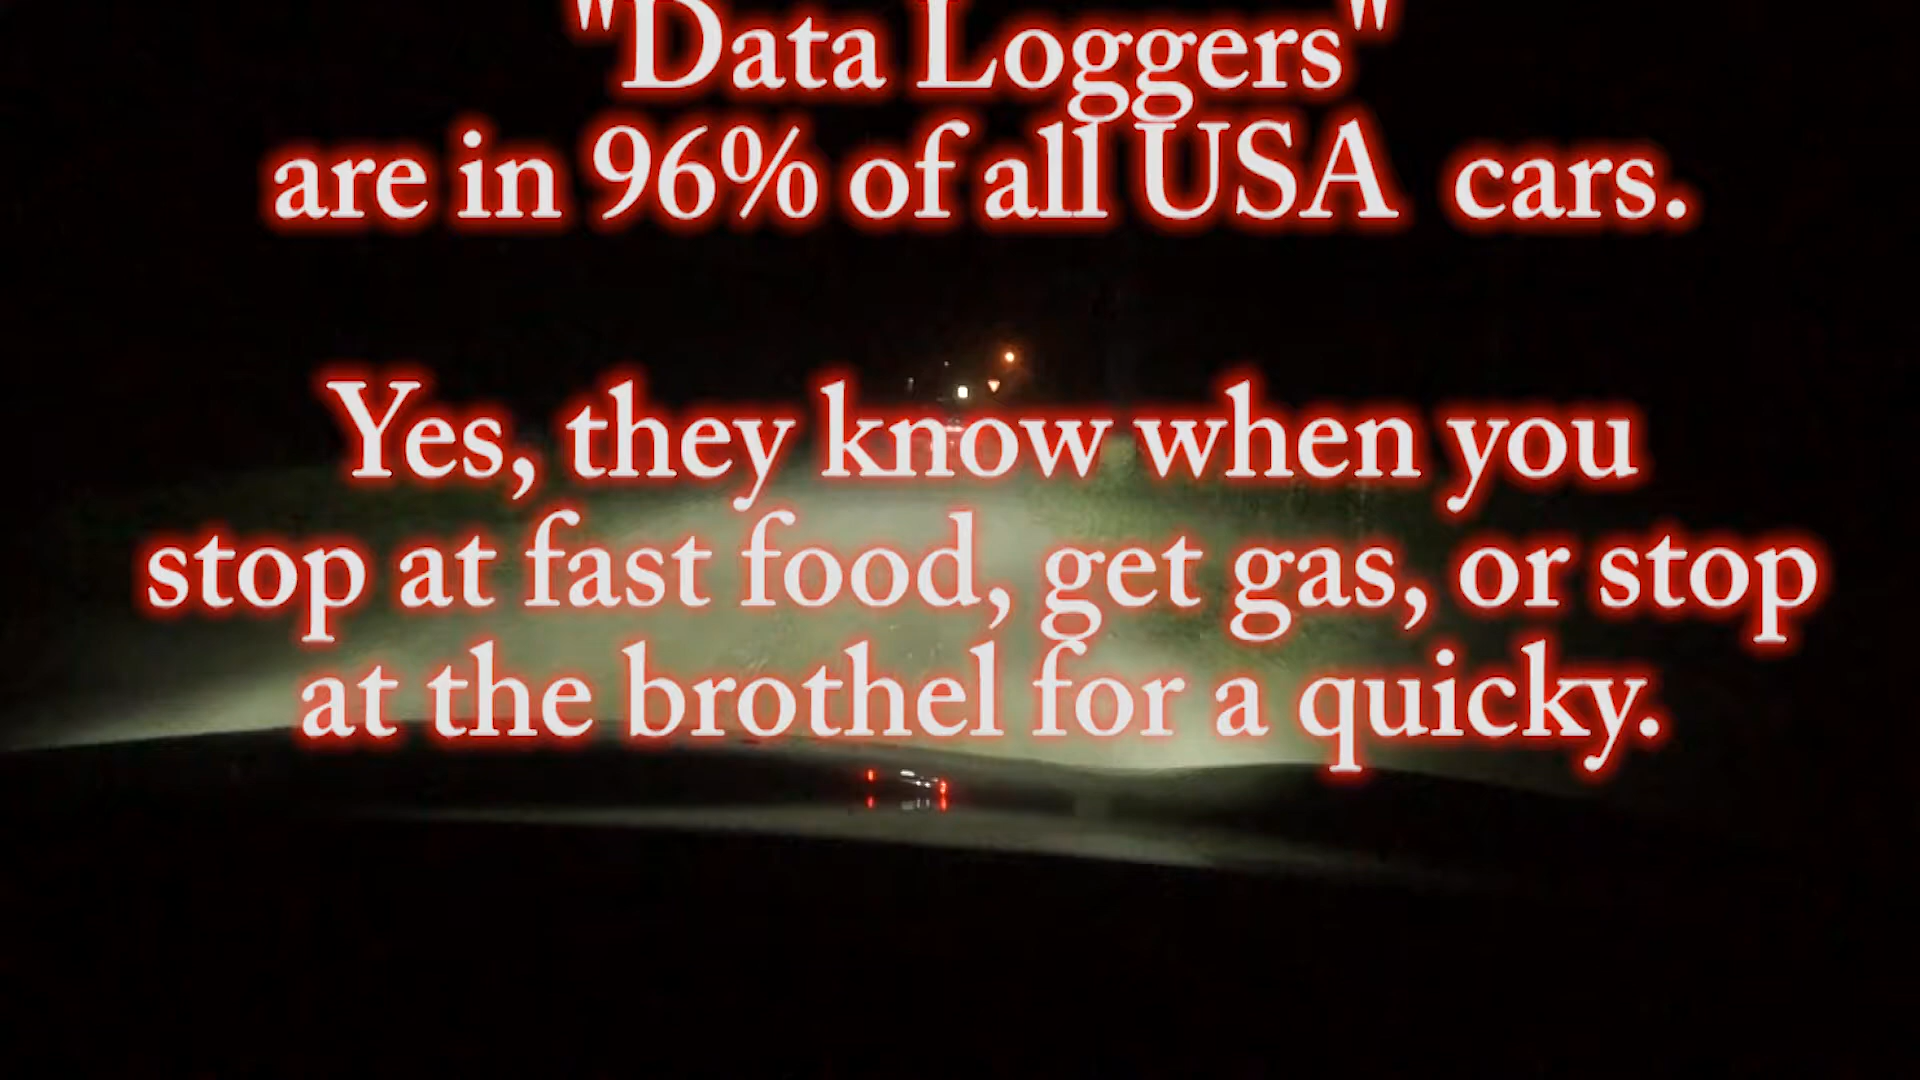 "Data Loggers"
are in 96% of all USA cars.
Yes, they know when you
stop at fast food, get gas, or stop
at the brothel for a quicky.